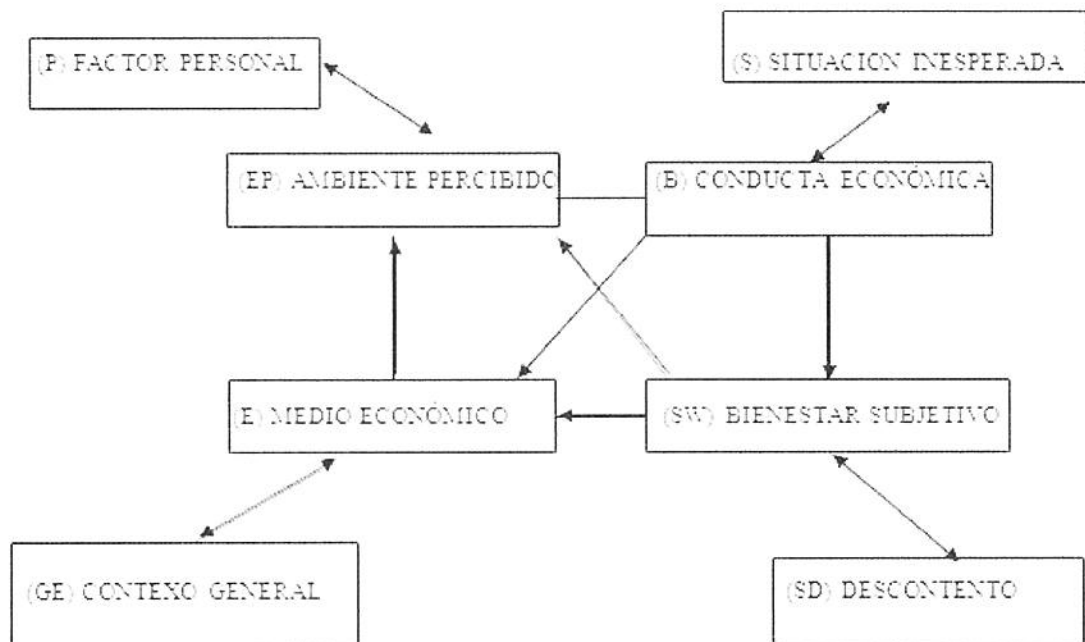 (P) FACTOR PERSONAL
(S) SITUACION INESPERADA
(EP) AMBIENTE PERCIBIDO
(B) CONDUCTA ECONÓMICA
(E) MEDIO ECONÓMICO
(SW) BIENESTAR SUBJETIVO
(GE) CONTEXO GENERAL
(SD) DESCONTENTO